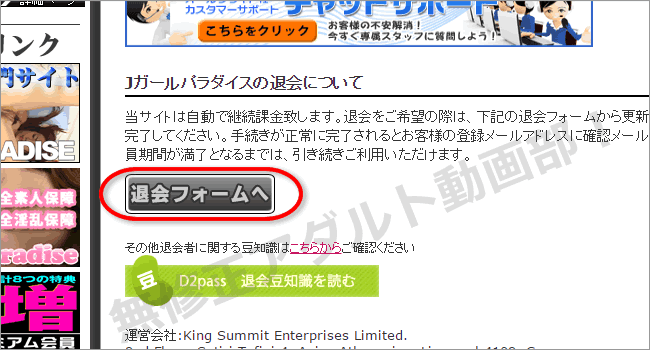 詳細ページ
リンク
門サイト
ADISE
全素人保障
全淫乱保障
radise
計8つの特典
増
ミアム会員
カスタマーサポート
チャットサポート
こちらをクリック
お客様の不安解消!
今すぐ専属スタッフに質問しよう!
Jガールパラダイスの退会について
当サイトは自動で継続課金致します。退会をご希望の際は、下記の退会フォームから更新
完了してください。手続きが正常に完了されるとお客様の登録メールアドレスに確認メール
員期間が満了となるまでは、引き続きご利用いただけます。
退会フォームへ
その他退会者に関する豆知識はこちらからご確認ください
豆 D2pass 退会豆知識を読む
運営会社:King Summit Enterprises Limited.
無修正アダルト動画部!